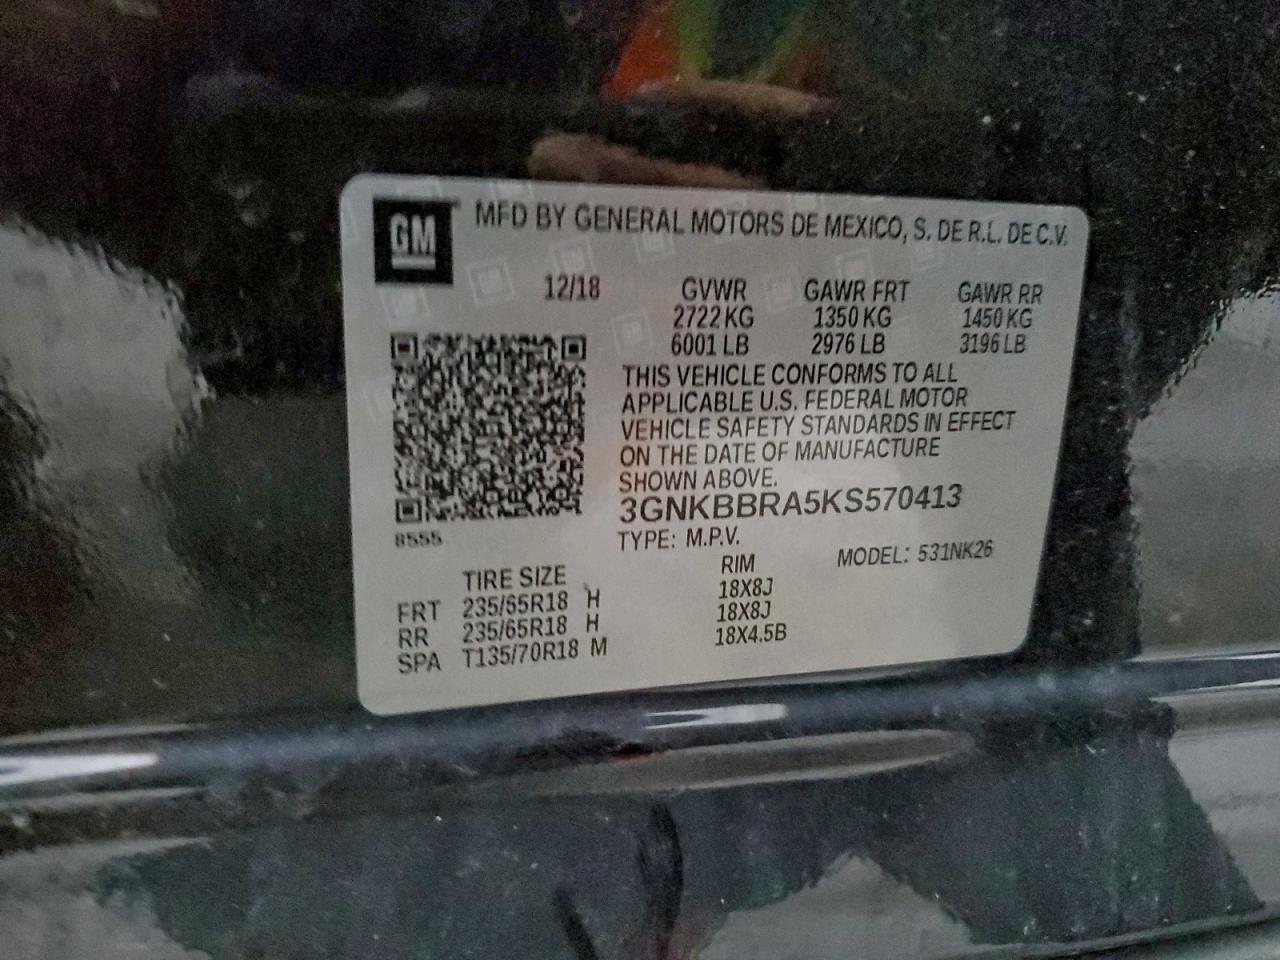 GM MFD BY GENERAL MOTORS DE MEXICO, S. DE R.L. DE C.V.
12/18 GVWR GAWR FRT GAWR RR
2722 KG 1350 KG 1450 KG
6001 LB 2976 LB 3196 LB
THIS VEHICLE CONFORMS TO ALL
APPLICABLE U.S. FEDERAL MOTOR
VEHICLE SAFETY STANDARDS IN EFFECT
ON THE DATE OF MANUFACTURE
SHOWN ABOVE.
3GNKBBRA5KS570413
8555
TYPE: M.P.V. MODEL: 531NK26
TIRE SIZE RIM
FRT 235/65R18 H 18X8J
RR 235/65R18 H 18X8J
SPA T135/70R18 M 18X4.5B